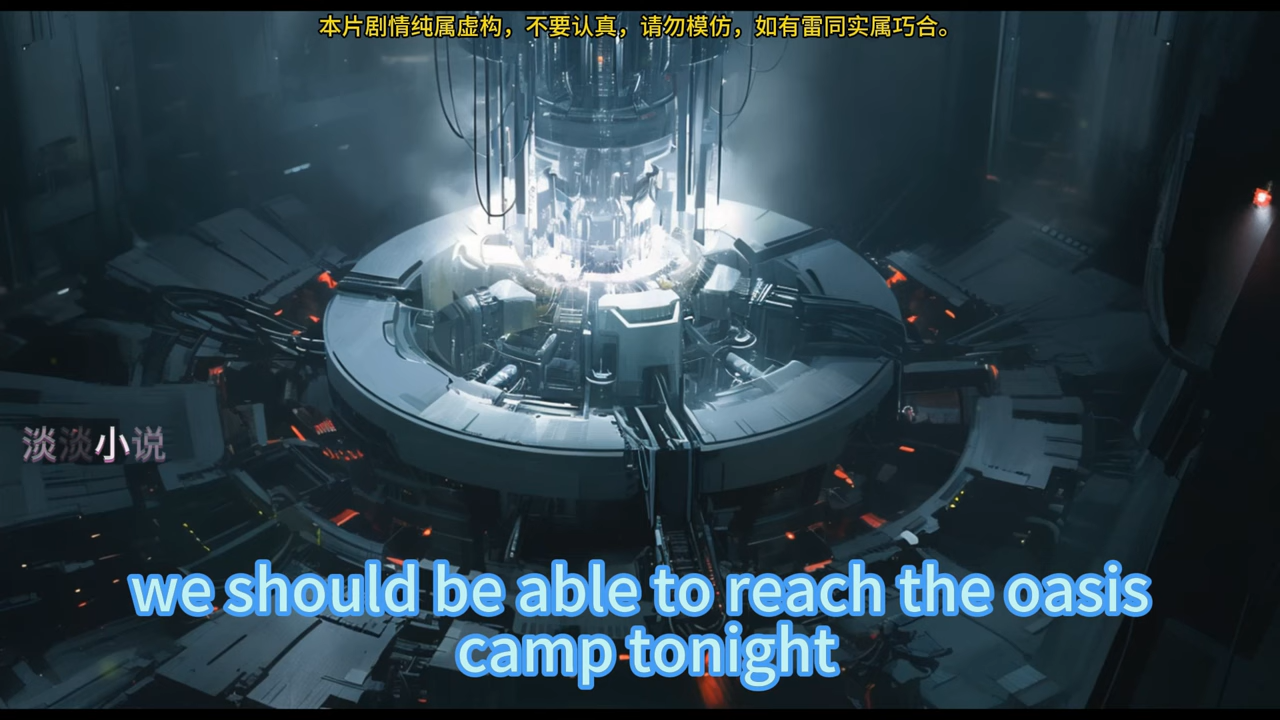 本片剧情纯属虚构，不要认真，请勿模仿，如有雷同实属巧合。
淡淡小说
we should be able to reach the oasis
camp tonight